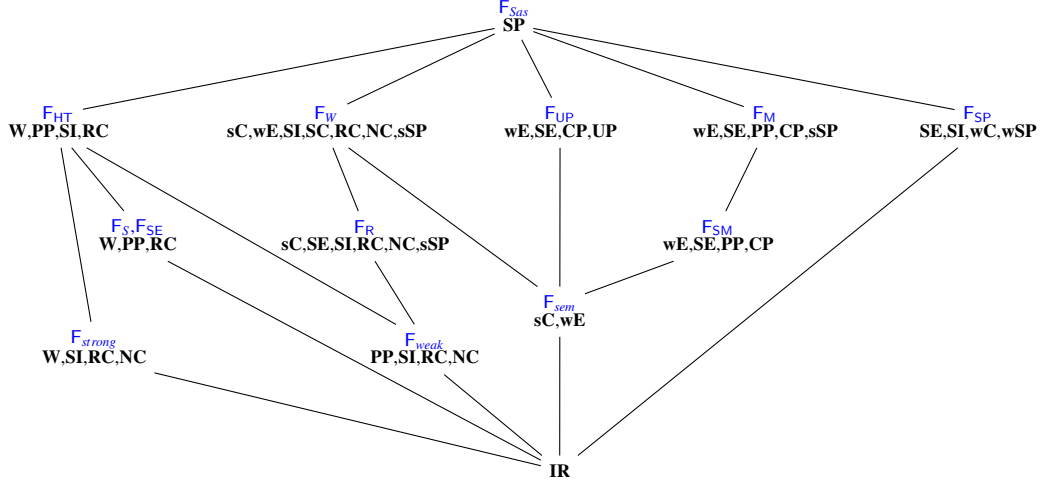 F_Sas
SP
F_HT
W,PP,SI,RC
F_W
sC,wE,SI,SC,RC,NC,sSP
F_UP
wE,SE,CP,UP
F_M
wE,SE,PP,CP,sSP
F_SP
SE,SI,wC,wSP
F_S,F_SE
W,PP,RC
F_R
sC,SE,SI,RC,NC,sSP
F_SM
wE,SE,PP,CP
F_sem
sC,wE
F_strong
W,SI,RC,NC
F_weak
PP,SI,RC,NC
IR